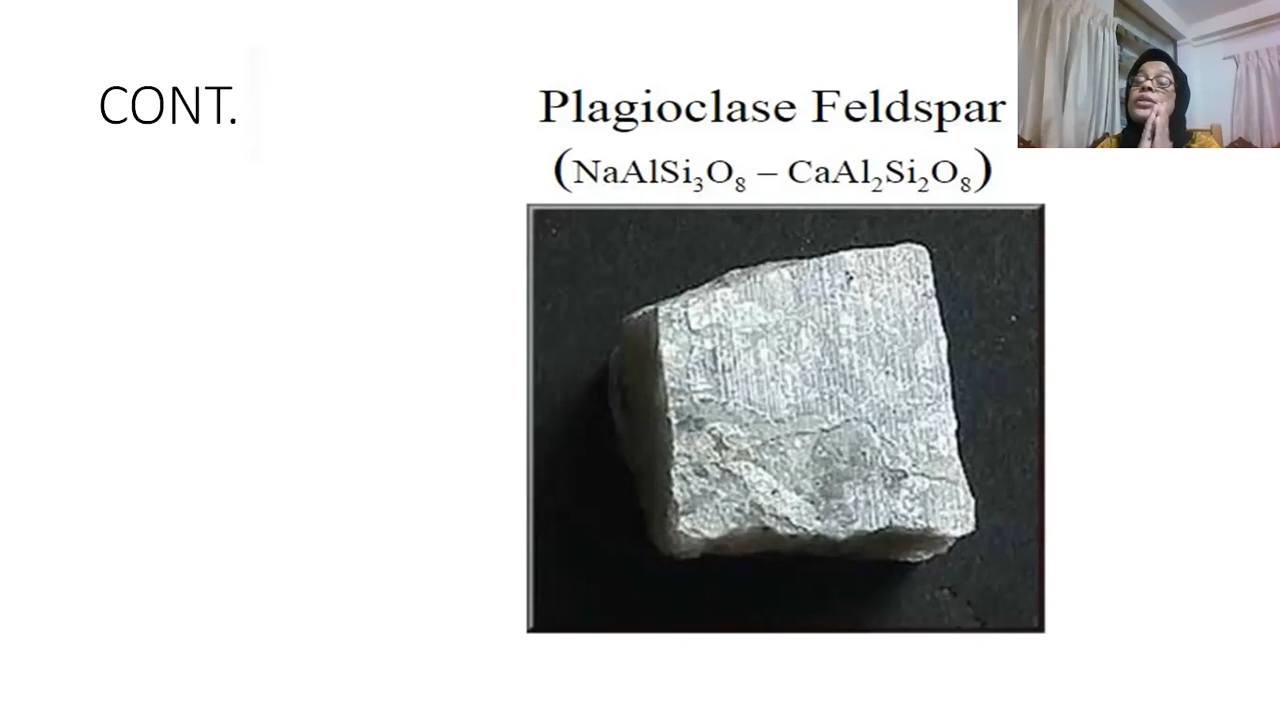 CONT.
Plagioclase Feldspar
(NaAlSi₃O₈ – CaAl₂Si₂O₈)